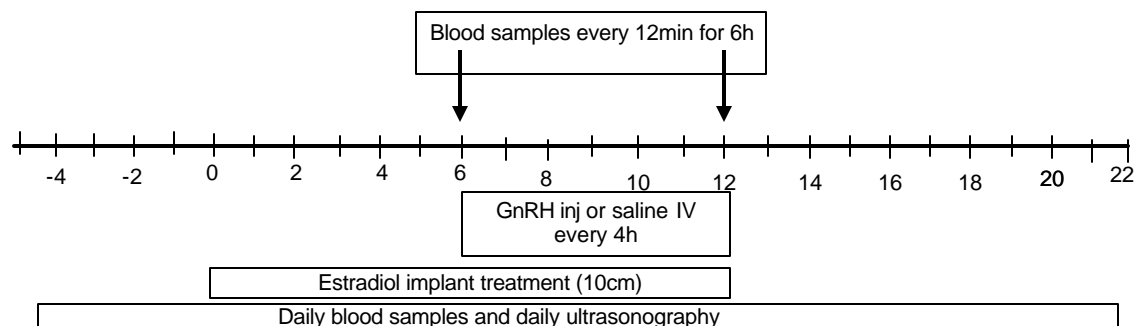 Blood samples every 12min for 6h
-4 -2 0 2 4 6 8 10 12 14 16 18 20 22
GnRH inj or saline IV
every 4h
Estradiol implant treatment (10cm)
Daily blood samples and daily ultrasonography